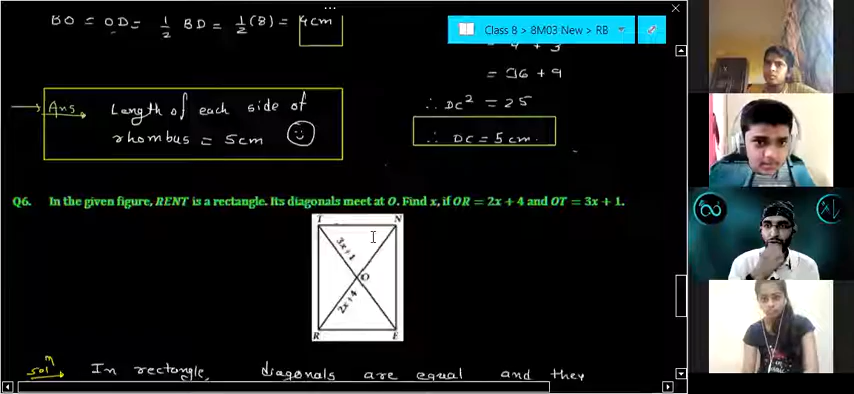 BO = OD = 1/2 BD = 1/2 (8) = 4cm
Class 8 > 8M03 New > RB
= 36 + 9
∴ DC² = 25
∴ DC = 5 cm.
Ans Length of each side of
rhombus = 5cm
Q6. In the given figure, RENT is a rectangle. Its diagonals meet at O. Find x, if OR = 2x + 4 and OT = 3x + 1.
T N
3x+1
O
2x+4
R E
solⁿ In rectangle, diagonals are equal and they